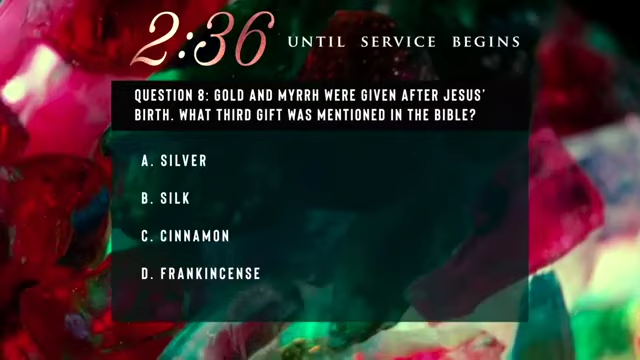 2:36 UNTIL SERVICE BEGINS
QUESTION 8: GOLD AND MYRRH WERE GIVEN AFTER JESUS'
BIRTH. WHAT THIRD GIFT WAS MENTIONED IN THE BIBLE?
A. SILVER
B. SILK
C. CINNAMON
D. FRANKINCENSE